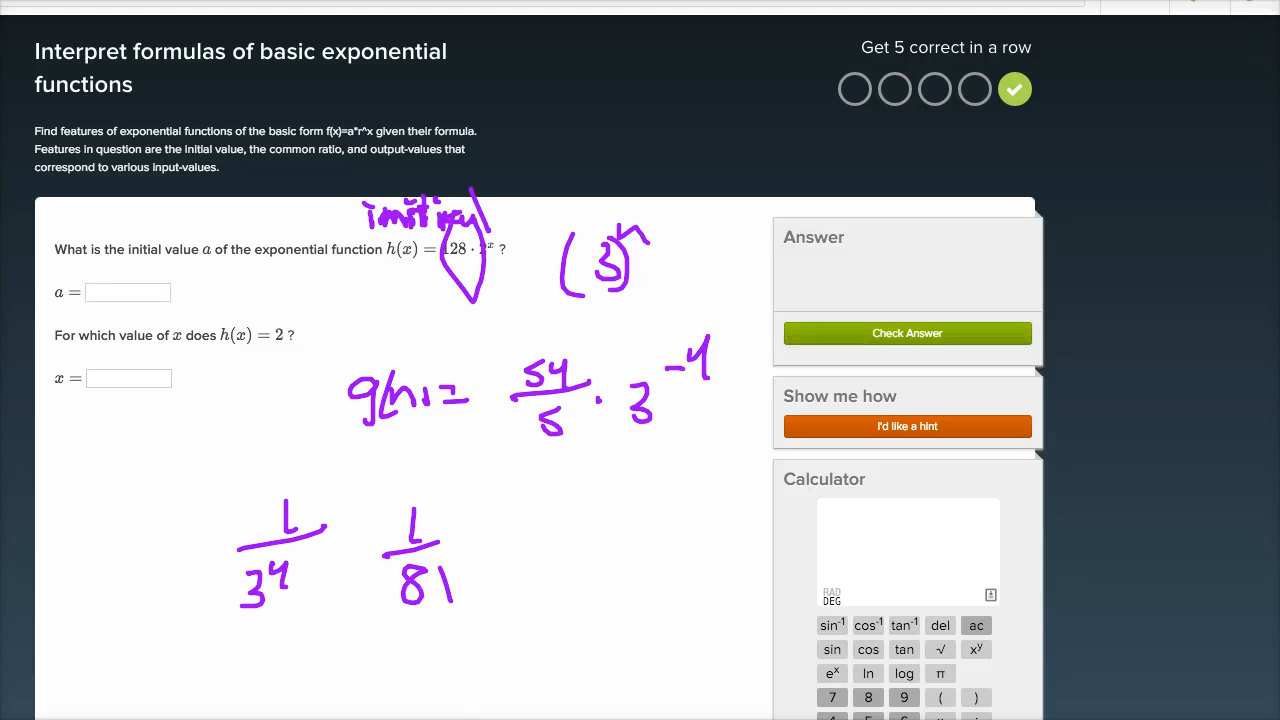 Interpret formulas of basic exponential
functions
Get 5 correct in a row
Find features of exponential functions of the basic form f(x)=a*r^x given their formula.
Features in question are the initial value, the common ratio, and output-values that
correspond to various input-values.
What is the initial value a of the exponential function h(x) = 128 · 2^x ?
a =
For which value of x does h(x) = 2 ?
x =
(3)
= 54/5 · 3^-4
1/3^4 1/81
Answer
Check Answer
Show me how
I'd like a hint
Calculator
RAD
DEG
sin^-1 cos^-1 tan^-1 del ac
sin cos tan √ x^y
e^x ln log π
7 8 9 ( )